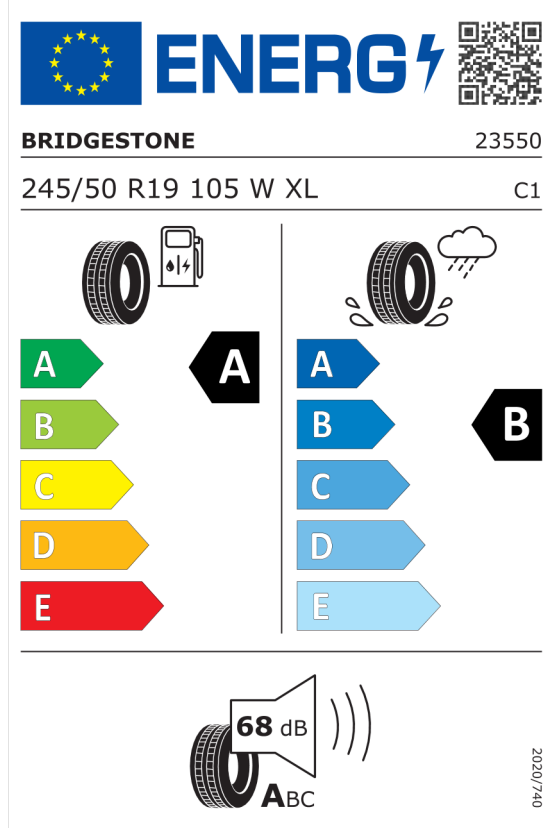 ENERG
BRIDGESTONE 23550
245/50 R19 105 W XL C1
A A A
B B B
C C
D D
E E
68 dB
ABC
2020/740